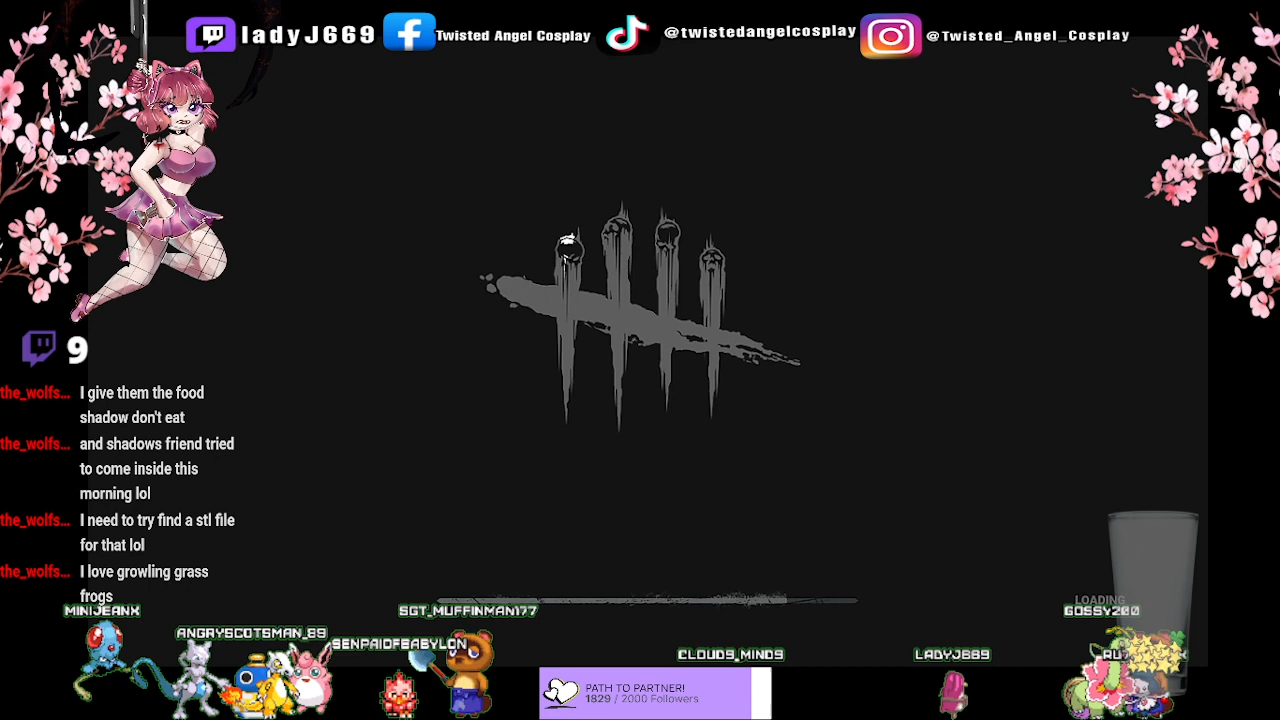 ladyJ669
Twisted Angel Cosplay
@twistedangelcosplay
@Twisted_Angel_Cosplay
9
the_wolfs... I give them the food
shadow don't eat
the_wolfs... and shadows friend tried
to come inside this
morning lol
the_wolfs... I need to try find a stl file
for that lol
the_wolfs... I love growling grass
frogs
LOADING
MINIJEANX
SGT_MUFFINMAN177
GOSSY200
ANGRYSCOTSMAN_89
SENPAIOFBABYLON
CLOUD9_MIND9
LADYJ669
PATH TO PARTNER!
1829 / 2000 Followers